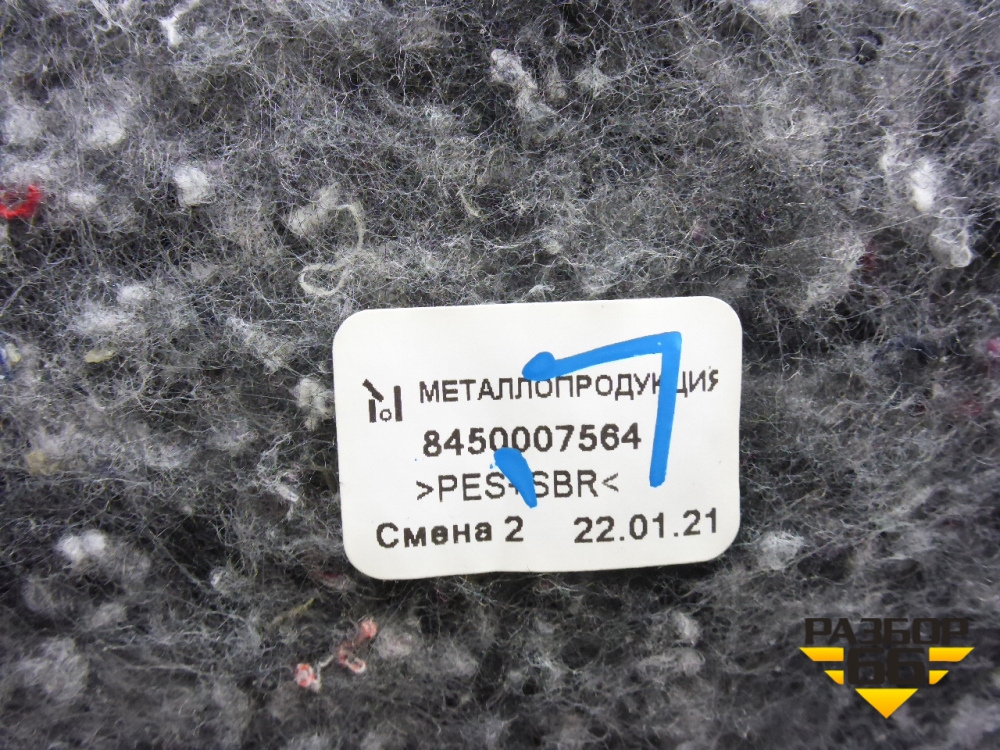 МЕТАЛЛОПРОДУКЦИЯ
8450007564
>PES+SBR<
Смена 2 22.01.21
РАЗБОР
66